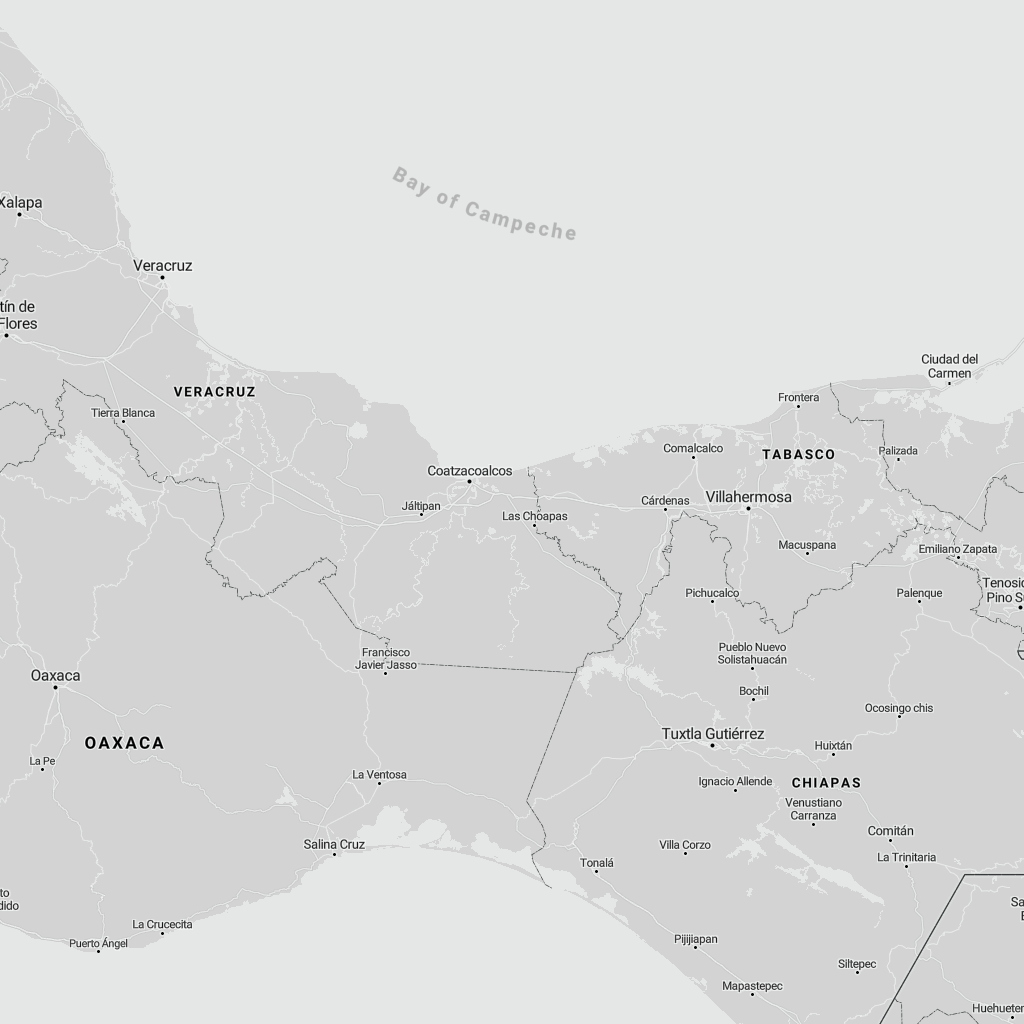 Bay of Campeche
Xalapa
Veracruz
tín de
Flores
VERACRUZ
Tierra Blanca
Ciudad del
Carmen
Frontera
Comalcalco
TABASCO
Palizada
Coatzacoalcos
Jáltipan
Las Choapas
Cárdenas
Villahermosa
Macuspana
Emiliano Zapata
Pichucalco
Palenque
Tenosiq
Pino Su
Francisco
Javier Jasso
Pueblo Nuevo
Solistahuacán
Oaxaca
Bochil
Ocosingo chis
OAXACA
La Pe
Tuxtla Gutiérrez
Huixtán
La Ventosa
Ignacio Allende
CHIAPAS
Venustiano
Carranza
Salina Cruz
Villa Corzo
Comitán
La Trinitaria
Tonalá
to
dido
Sa
La Crucecita
Puerto Ángel
Pijijiapan
Siltepec
Mapastepec
Huehueten